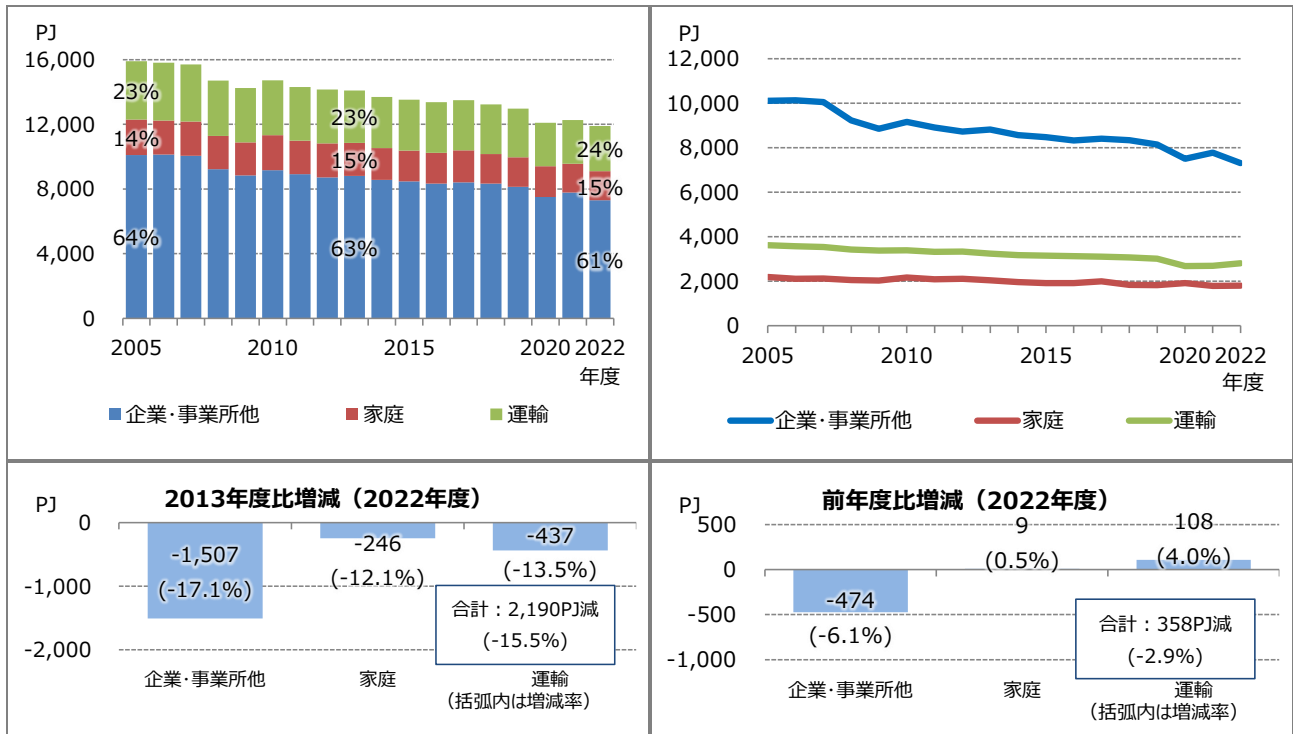 PJ
16,000
12,000
8,000
4,000
0
23%
14%
64%
23%
15%
63%
24%
15%
61%
2005
2010
2015
2020
2022
年度
企業・事業所他
家庭
運輸
PJ
12,000
10,000
8,000
6,000
4,000
2,000
0
2005
2010
2015
2020
2022
年度
企業・事業所他
家庭
運輸
2013年度比増減(2022年度)
PJ
0
-1,000
-2,000
-1,507
(-17.1%)
-246
(-12.1%)
-437
(-13.5%)
合計：2,190PJ減
(-15.5%)
企業・事業所他
家庭
運輸
(括弧内は増減率)
前年度比増減(2022年度)
PJ
500
0
-500
-1,000
-474
(-6.1%)
9
(0.5%)
108
(4.0%)
合計：358PJ減
(-2.9%)
企業・事業所他
家庭
運輸
(括弧内は増減率)